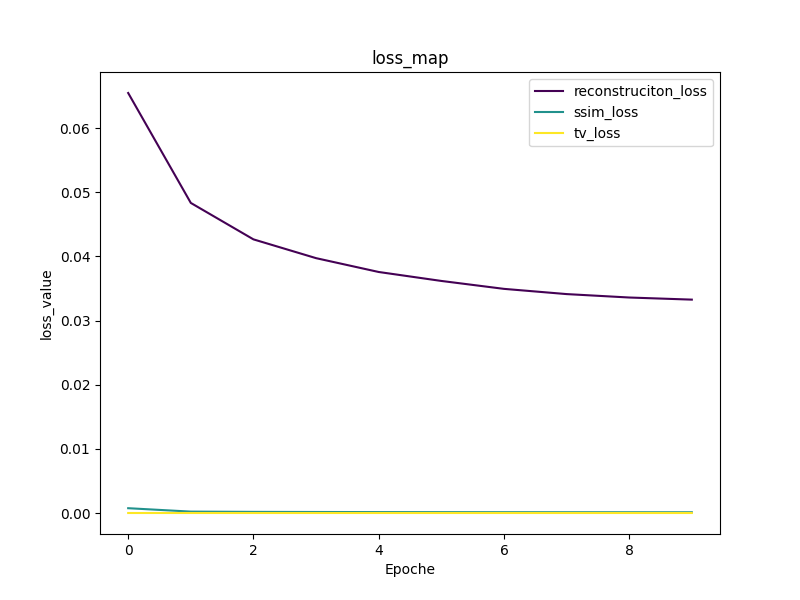 loss_map
reconstruciton_loss
ssim_loss
tv_loss
0.06
0.05
0.04
0.03
0.02
0.01
0.00
loss_value
0 2 4 6 8
Epoche